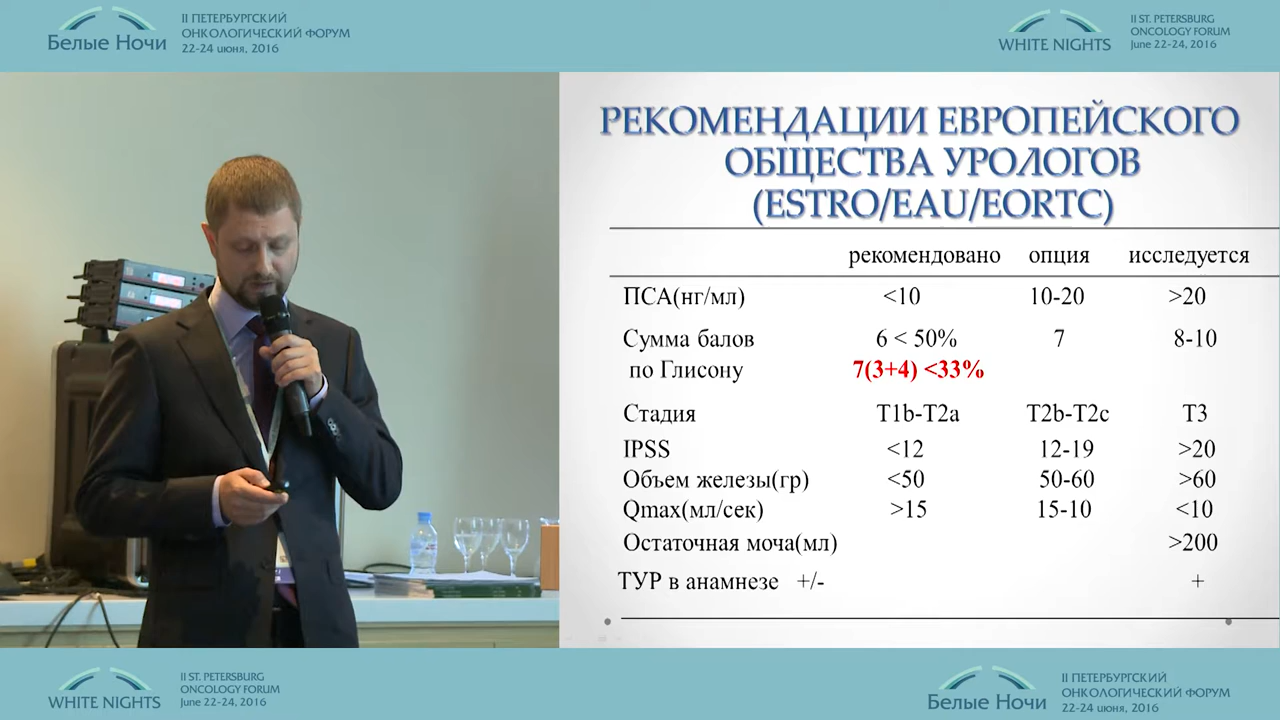 Белые Ночи
II ПЕТЕРБУРГСКИЙ
ОНКОЛОГИЧЕСКИЙ ФОРУМ
22-24 июня, 2016
WHITE NIGHTS
II ST. PETERSBURG
ONCOLOGY FORUM
June 22-24, 2016
РЕКОМЕНДАЦИИ ЕВРОПЕЙСКОГО
ОБЩЕСТВА УРОЛОГОВ
(ESTRO/EAU/EORTC)
рекомендовано опция исследуется
ПСА(нг/мл) <10 10-20 >20
Сумма балов 6 < 50% 7 8-10
по Глисону 7(3+4) <33%
Стадия T1b-T2a T2b-T2c T3
IPSS <12 12-19 >20
Объем железы(гр) <50 50-60 >60
Qmax(мл/сек) >15 15-10 <10
Остаточная моча(мл) >200
ТУР в анамнезе +/- +
WHITE NIGHTS
II ST. PETERSBURG
ONCOLOGY FORUM
June 22-24, 2016
Белые Ночи
II ПЕТЕРБУРГСКИЙ
ОНКОЛОГИЧЕСКИЙ ФОРУМ
22-24 июня, 2016